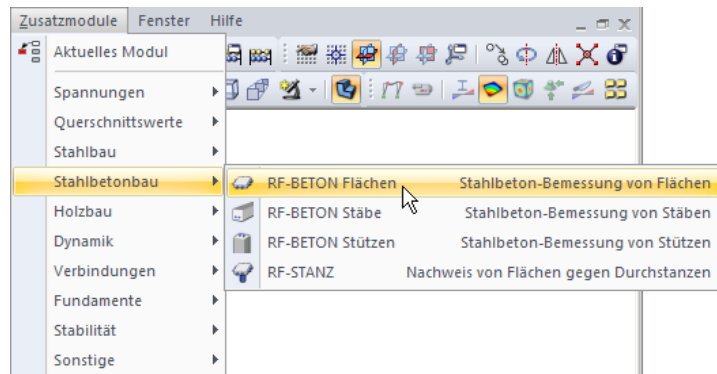 Zusatzmodule Fenster Hilfe
Aktuelles Modul
Spannungen
Querschnittswerte
Stahlbau
Stahlbetonbau
RF-BETON Flächen Stahlbeton-Bemessung von Flächen
Holzbau
RF-BETON Stäbe Stahlbeton-Bemessung von Stäben
Dynamik
RF-BETON Stützen Stahlbeton-Bemessung von Stützen
Verbindungen
RF-STANZ Nachweis von Flächen gegen Durchstanzen
Fundamente
Stabilität
Sonstige